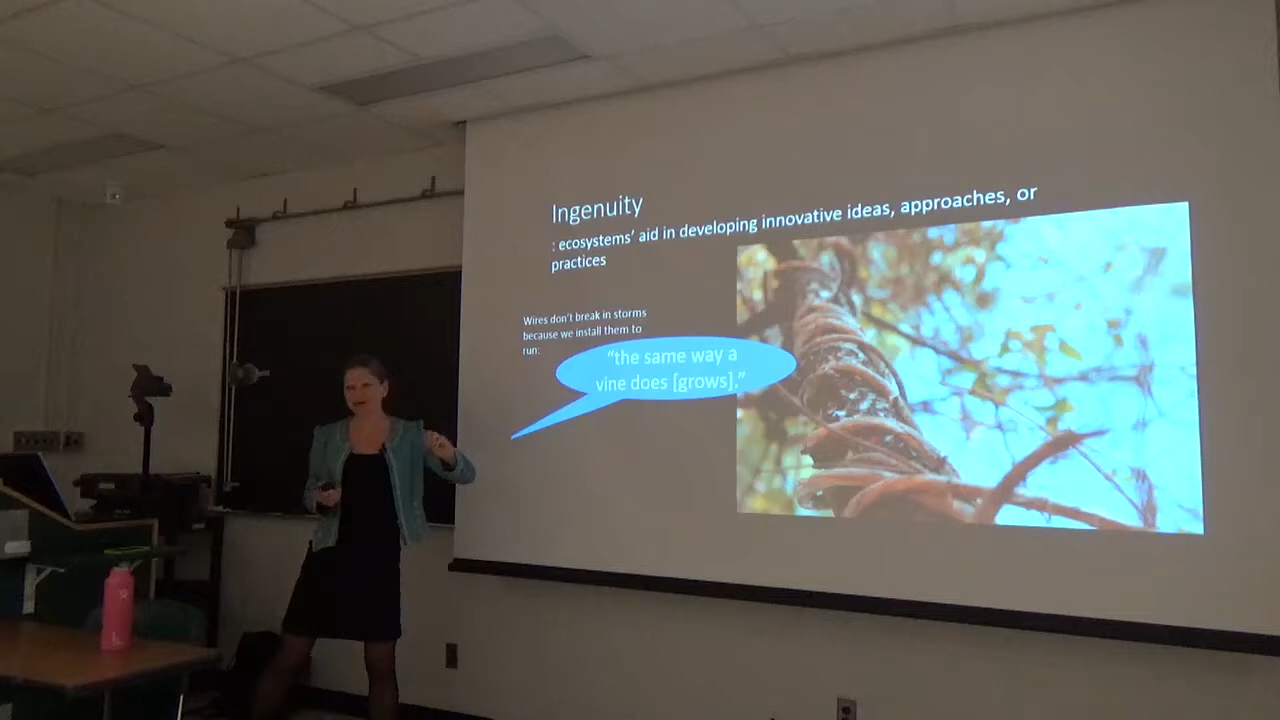 Ingenuity
: ecosystems’ aid in developing innovative ideas, approaches, or
practices
Wires don’t break in storms
because we install them to
run:
“the same way a
vine does [grows].”